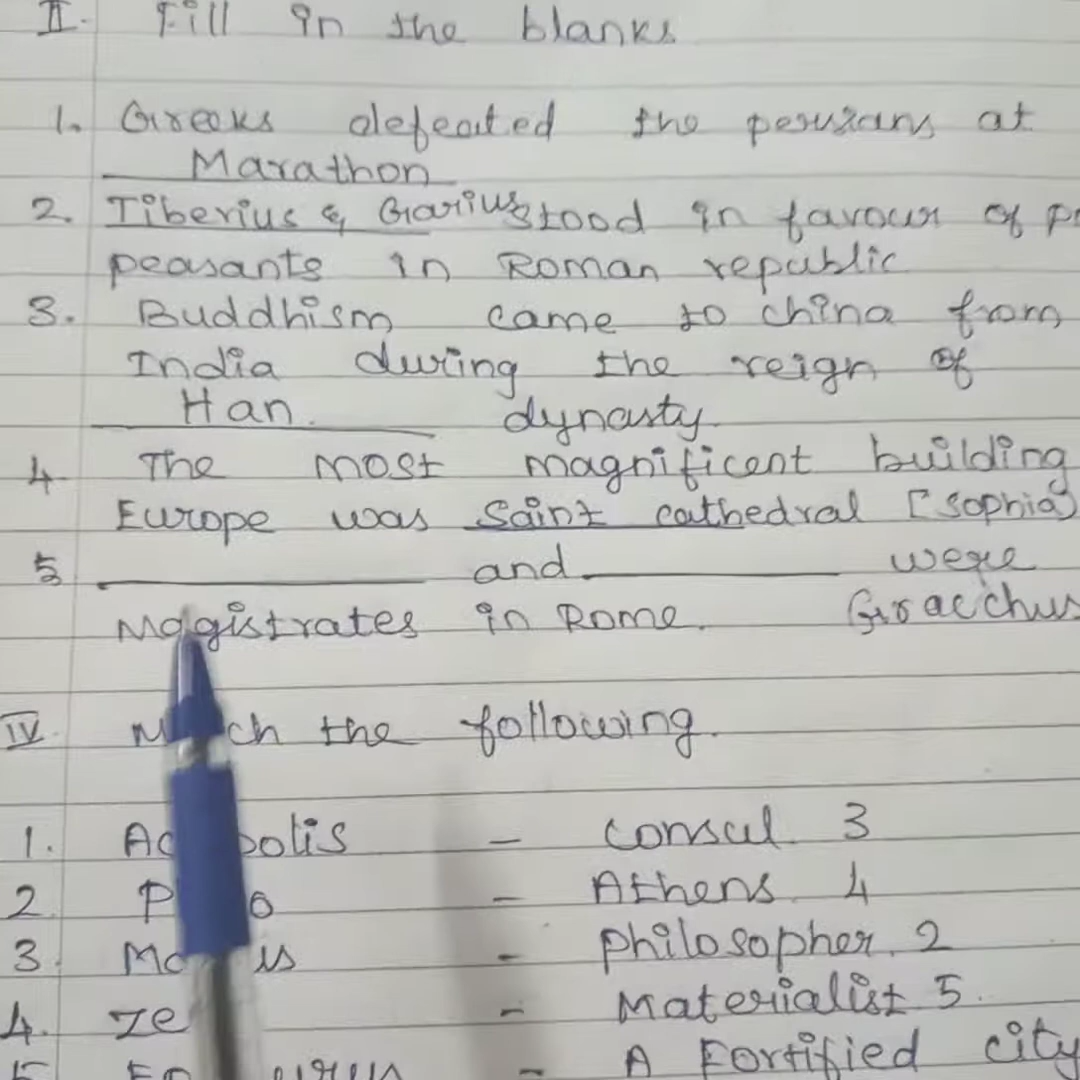 II. Fill in the blanks
1. Greeks defeated the persians at
Marathon
2. Tiberius & Garius stood in favour of
peasants in Roman republic
3. Buddhism came to china from
India during the reign of
Han. dynasty.
4. The most magnificent building
Europe was Saint cathedral [Sophia]
5 and were
Magistrates in Rome. Gracchus
IV. the following.
1. - Consul. 3
2. - Athens. 4
3. - Philosopher. 2
4. - Materialist 5.
5 - A Fortified city